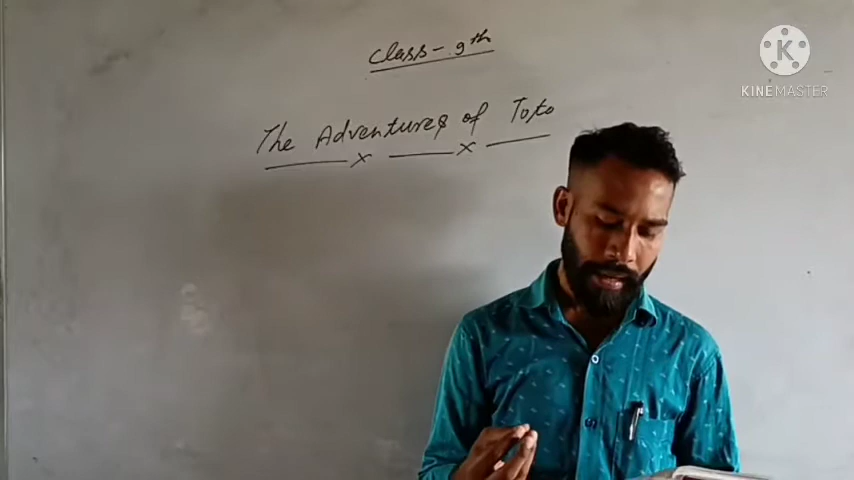 Class - 9th
The Adventures of Toto
KINEMASTER